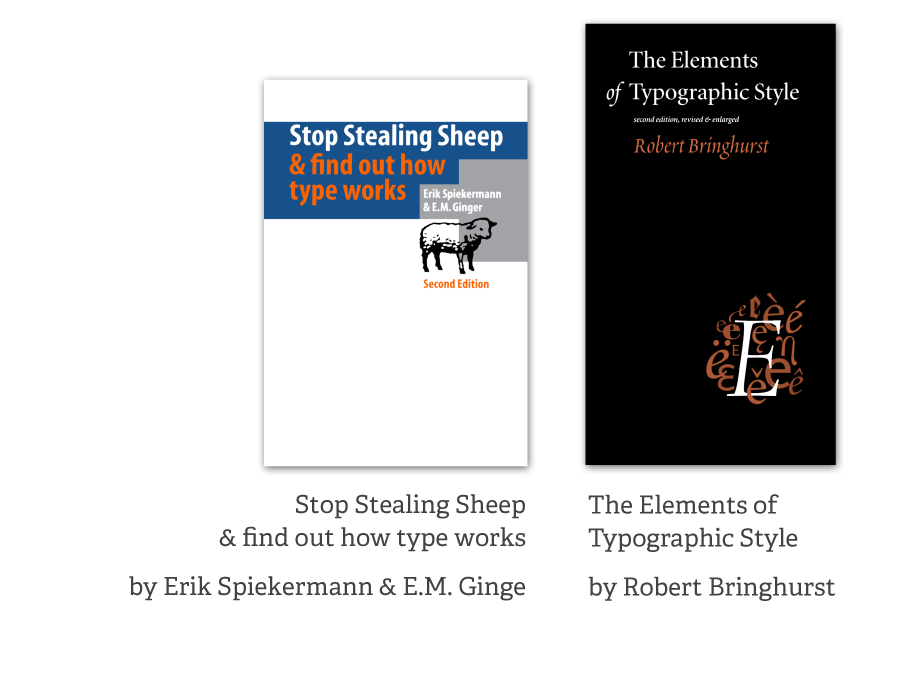 Stop Stealing Sheep
& find out how
type works
Erik Spiekermann
& E.M. Ginger
Second Edition
The Elements
of Typographic Style
second edition, revised & enlarged
Robert Bringhurst
E
Stop Stealing Sheep
& find out how type works
by Erik Spiekermann & E.M. Ginge
The Elements of
Typographic Style
by Robert Bringhurst